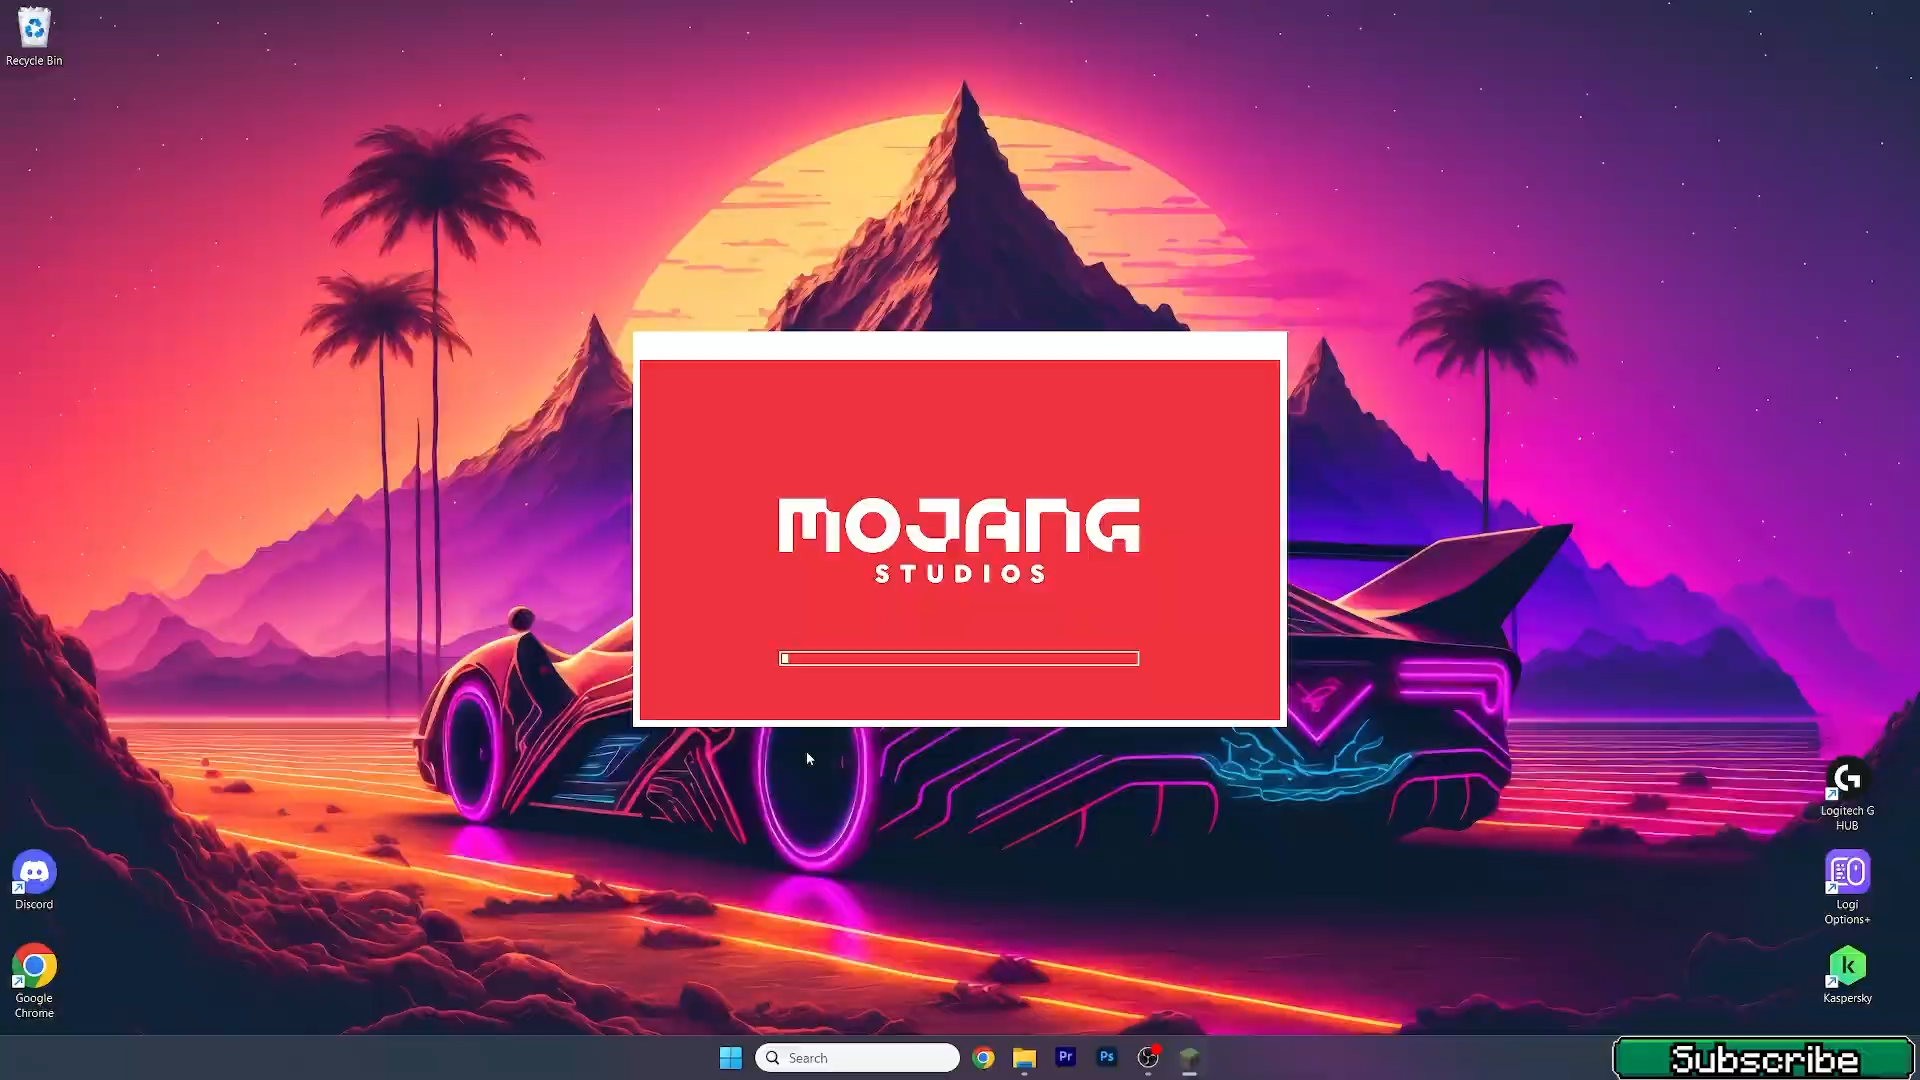 Recycle Bin
MOJANG
STUDIOS
Logitech G
HUB
Discord
Logi
Options+
Google
Chrome
Kaspersky
Search
Pr
Ps
Subscribe